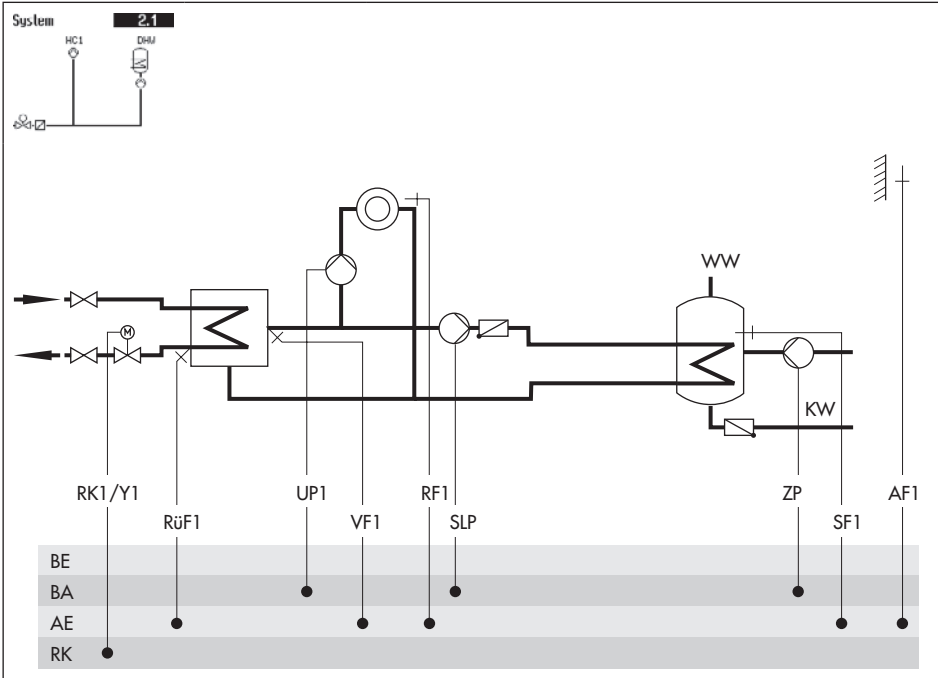 System 2.1
HC1 DHW
M
WW
KW
RK1/Y1 UP1 RF1 ZP AF1
RüF1 VF1 SLP SF1
BE
BA
AE
RK